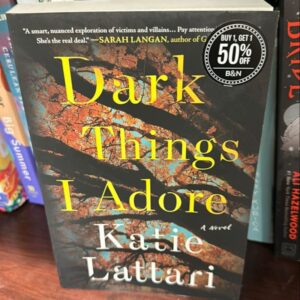 "A smart, nuanced exploration of victims and villains... Pay attention
She's the real deal." —SARAH LANGAN, author of G
BUY 1, GET 1
50%
OFF
B&N
Dark
Things
I Adore
A Novel
Katie
Lattari
Big Summer
ALI HAZELWOOD